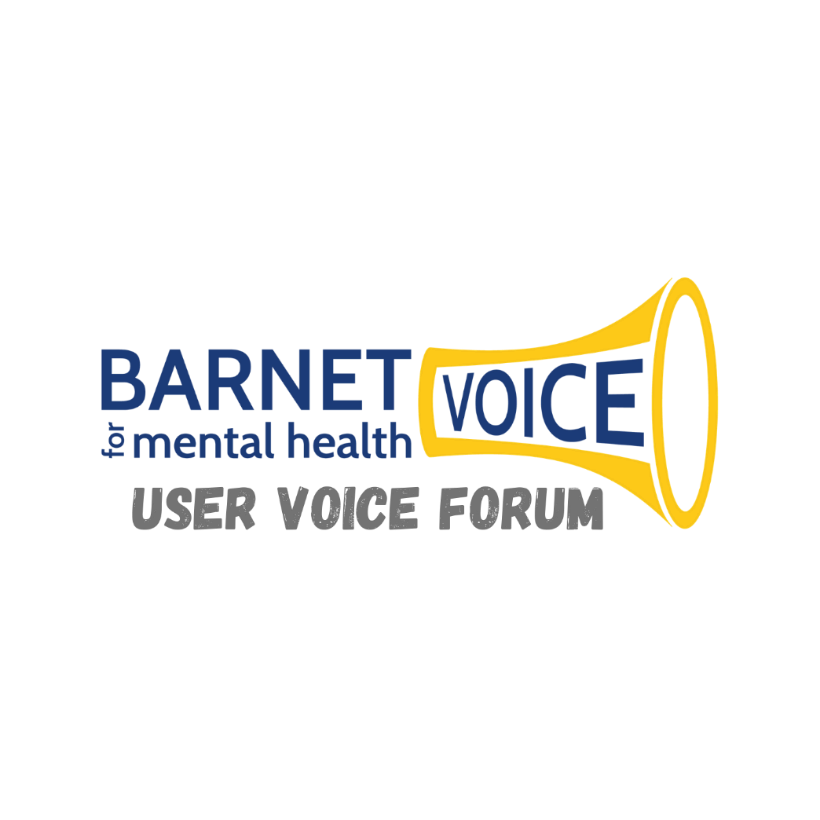 BARNET VOICE
for mental health
USER VOICE FORUM